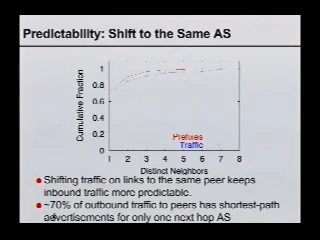 Predictability: Shift to the Same AS
Cumulative Fraction
1
0.8
0.6
0.4
0.2
0
Prefixes
Traffic
1 2 3 4 5 6 7 8
Distinct Neighbors
Shifting traffic on links to the same peer keeps
inbound traffic more predictable.
~70% of outbound traffic to peers has shortest-path
advertisements for only one next hop AS